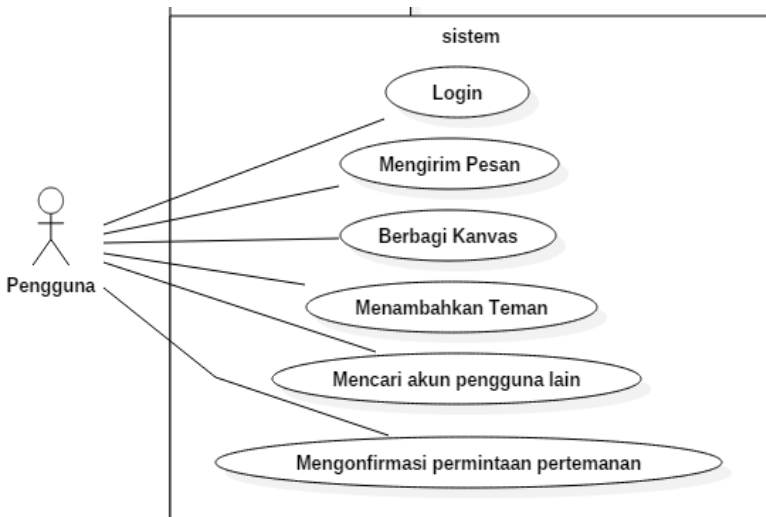 sistem
Login
Mengirim Pesan
Berbagi Kanvas
Pengguna
Menambahkan Teman
Mencari akun pengguna lain
Mengonfirmasi permintaan pertemanan